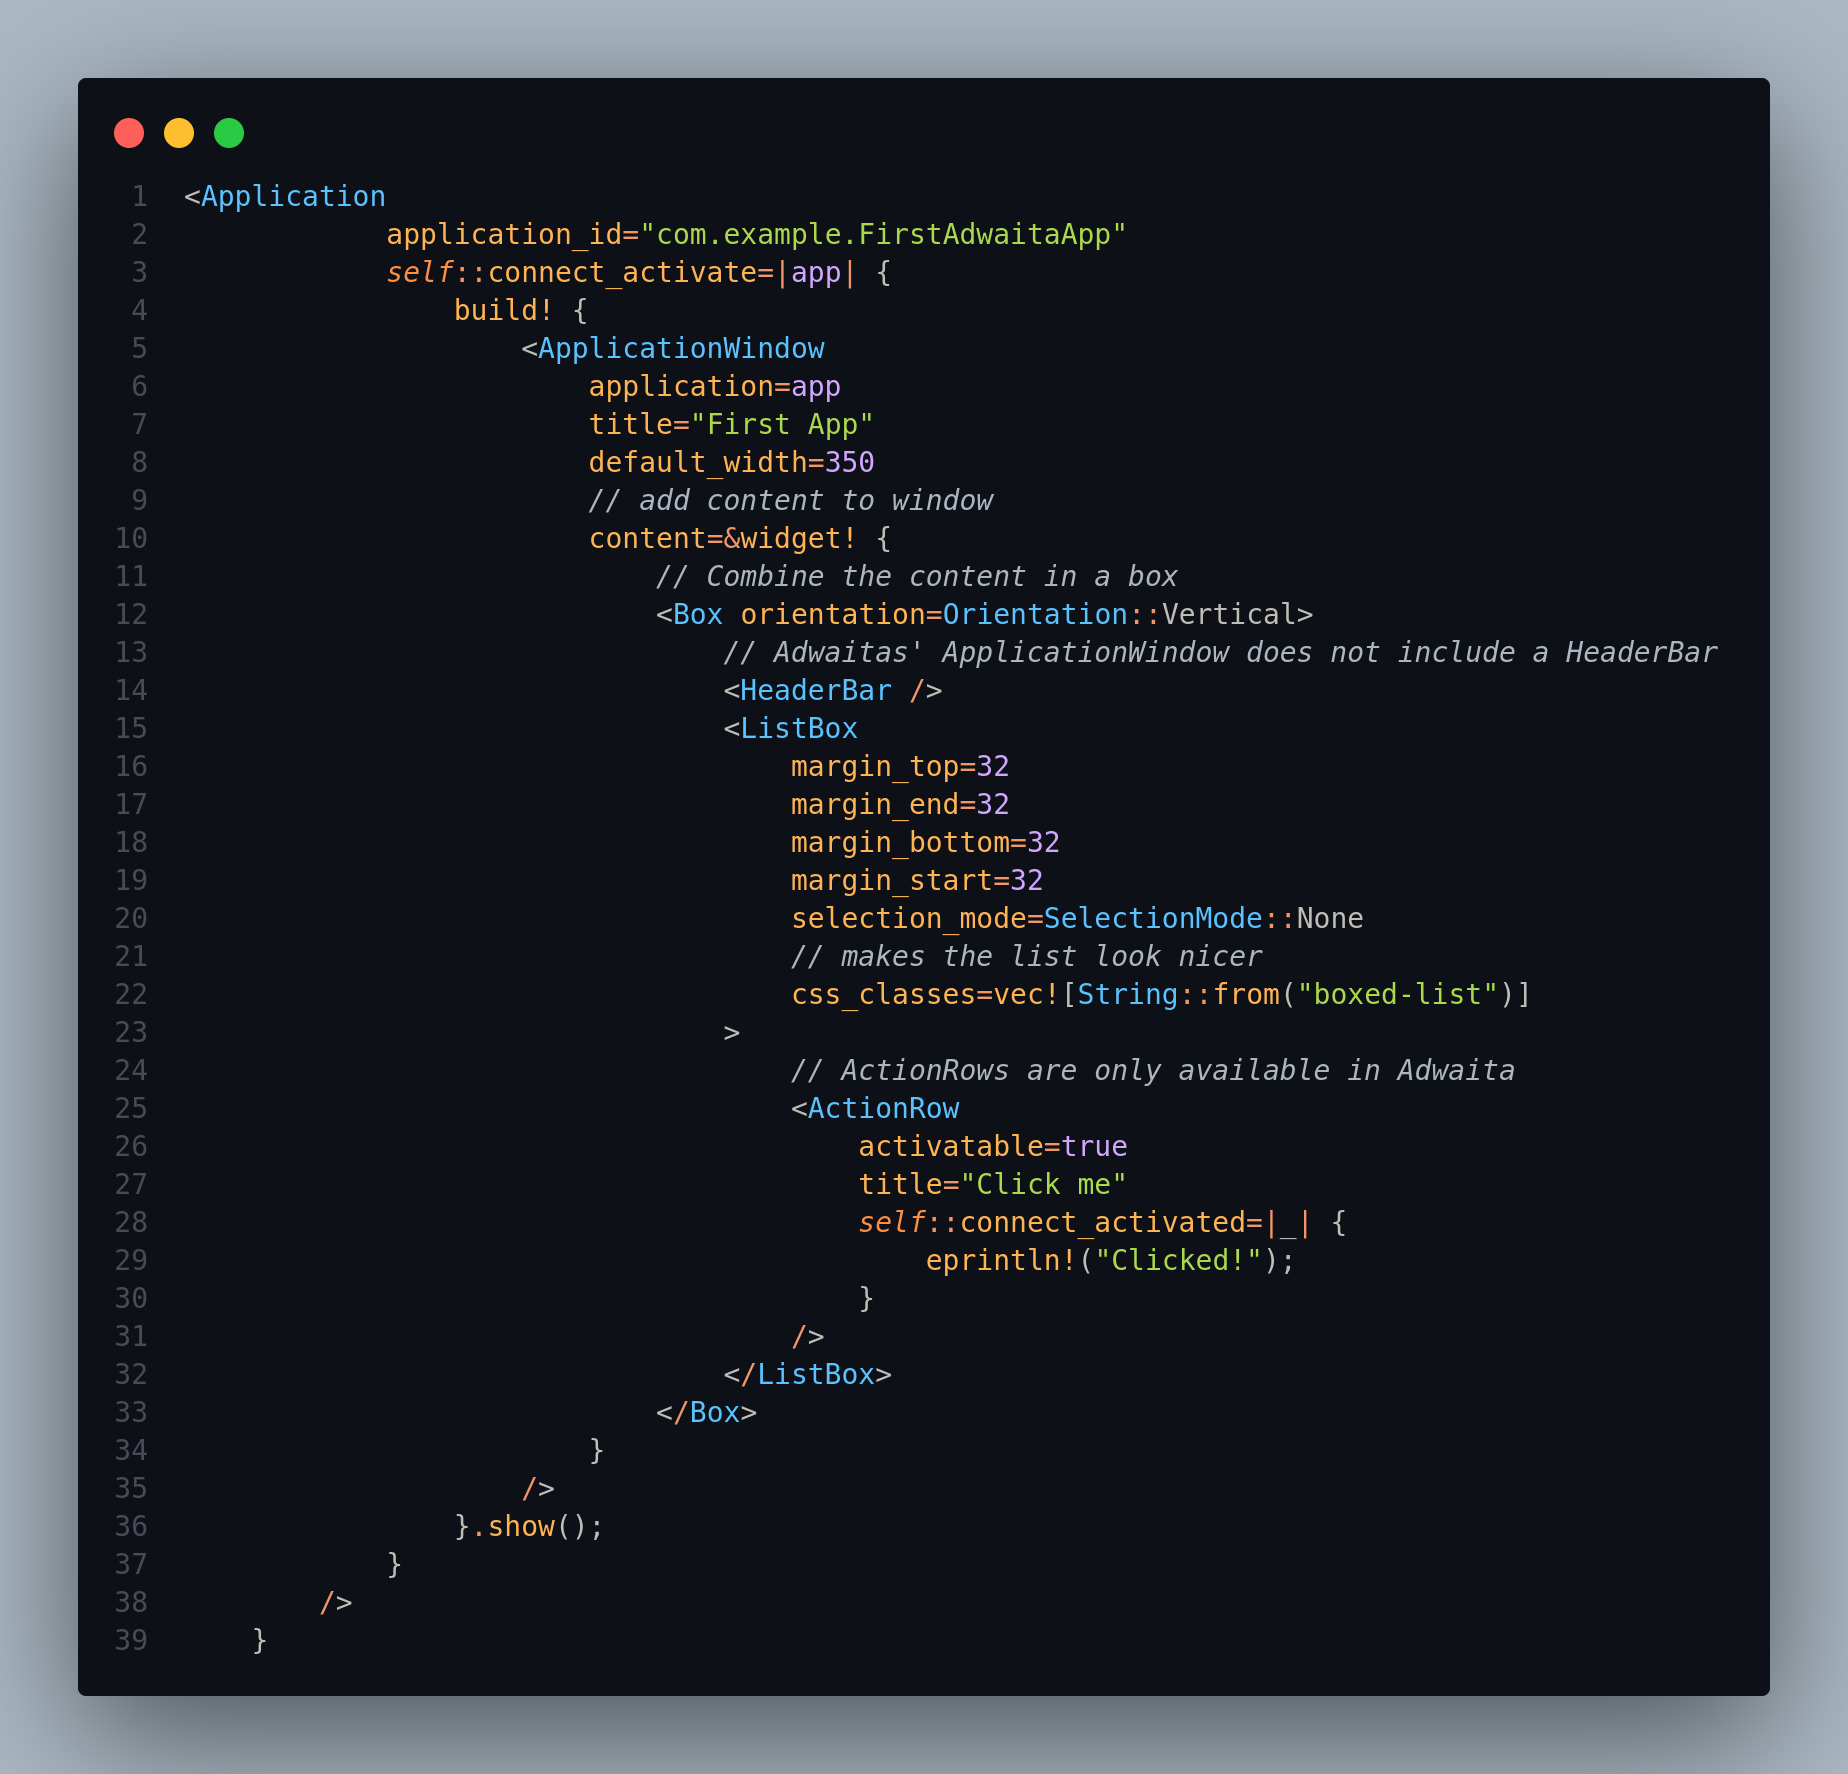 1 <Application
2             application_id="com.example.FirstAdwaitaApp"
3             self::connect_activate=|app| {
4                 build! {
5                     <ApplicationWindow
6                         application=app
7                         title="First App"
8                         default_width=350
9                         // add content to window
10                         content=&widget! {
11                             // Combine the content in a box
12                             <Box orientation=Orientation::Vertical>
13                                 // Adwaitas' ApplicationWindow does not include a HeaderBar
14                                 <HeaderBar />
15                                 <ListBox
16                                     margin_top=32
17                                     margin_end=32
18                                     margin_bottom=32
19                                     margin_start=32
20                                     selection_mode=SelectionMode::None
21                                     // makes the list look nicer
22                                     css_classes=vec![String::from("boxed-list")]
23                                 >
24                                     // ActionRows are only available in Adwaita
25                                     <ActionRow
26                                         activatable=true
27                                         title="Click me"
28                                         self::connect_activated=|_| {
29                                             eprintln!("Clicked!");
30                                         }
31                                     />
32                                 </ListBox>
33                             </Box>
34                         }
35                     />
36                 }.show();
37             }
38         />
39     }